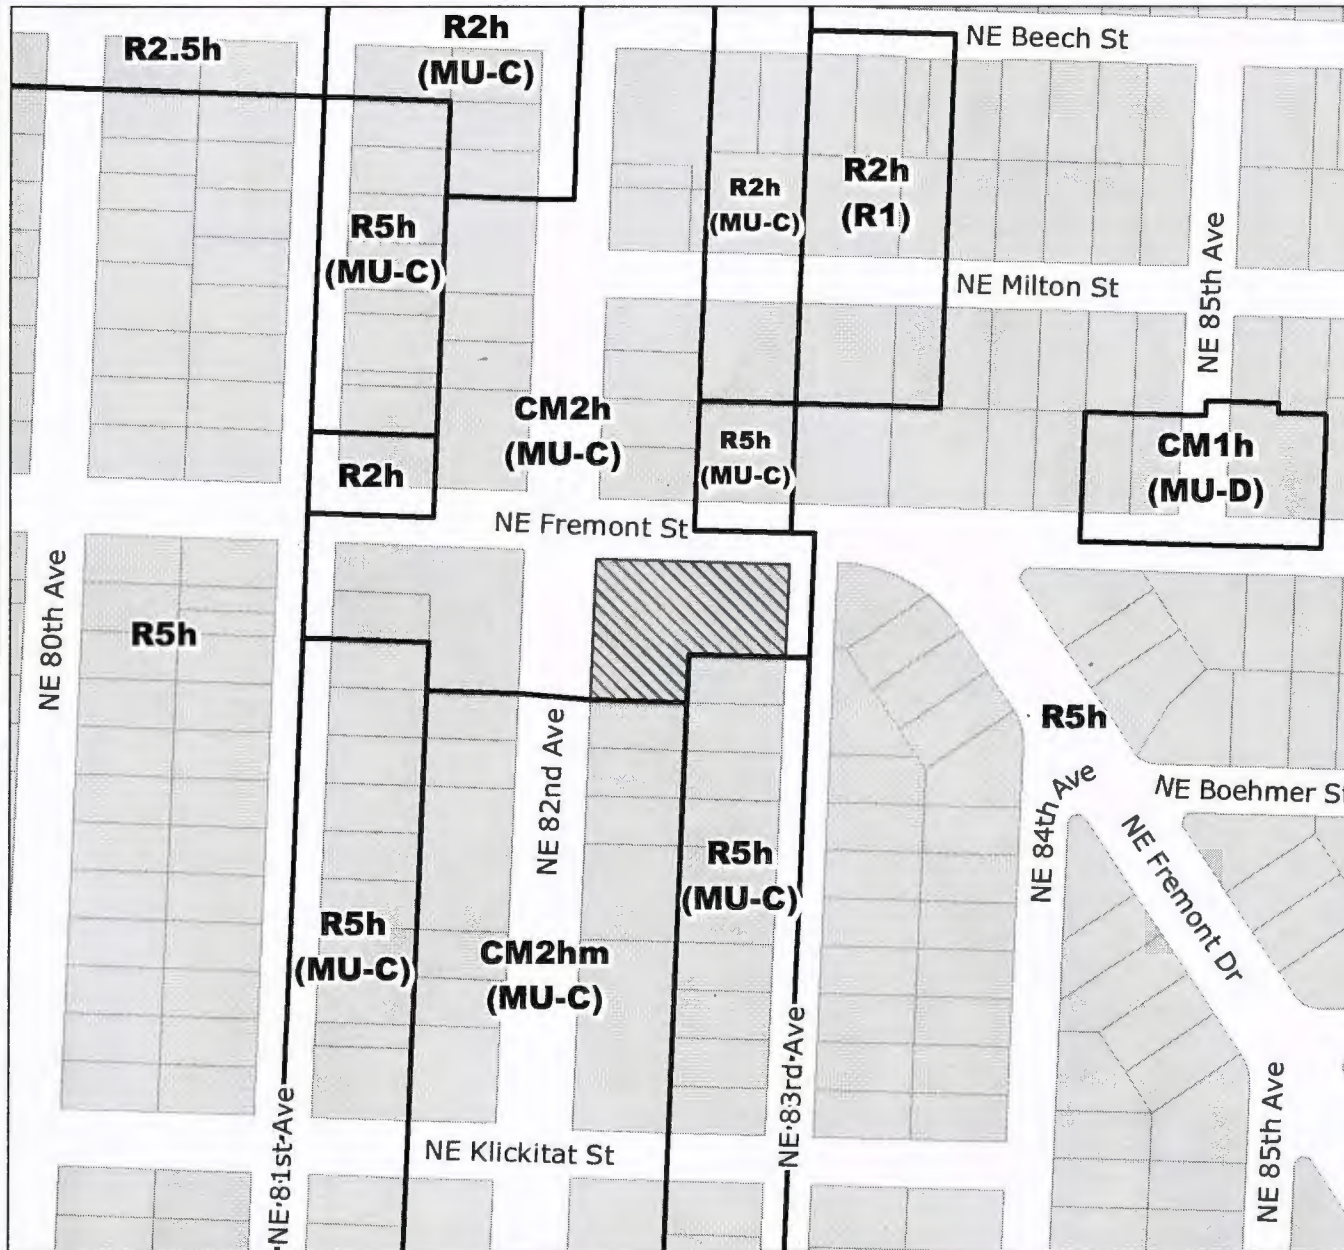 R2h
(MU-C)
NE Beech St
R2.5h
R2h
(R1)
R2h
(MU-C)
R5h
(MU-C)
NE 85th Ave
NE Milton St
CM2h
(MU-C)
R5h
(MU-C)
CM1h
(MU-D)
R2h
NE Fremont St
NE 80th Ave
R5h
R5h
NE 82nd Ave
NE 84th Ave
NE Boehmer St
NE Fremont Dr
R5h
(MU-C)
R5h
(MU-C)
CM2hm
(MU-C)
NE 83rd Ave
NE 81st Ave
NE Klickitat St
NE 85th Ave